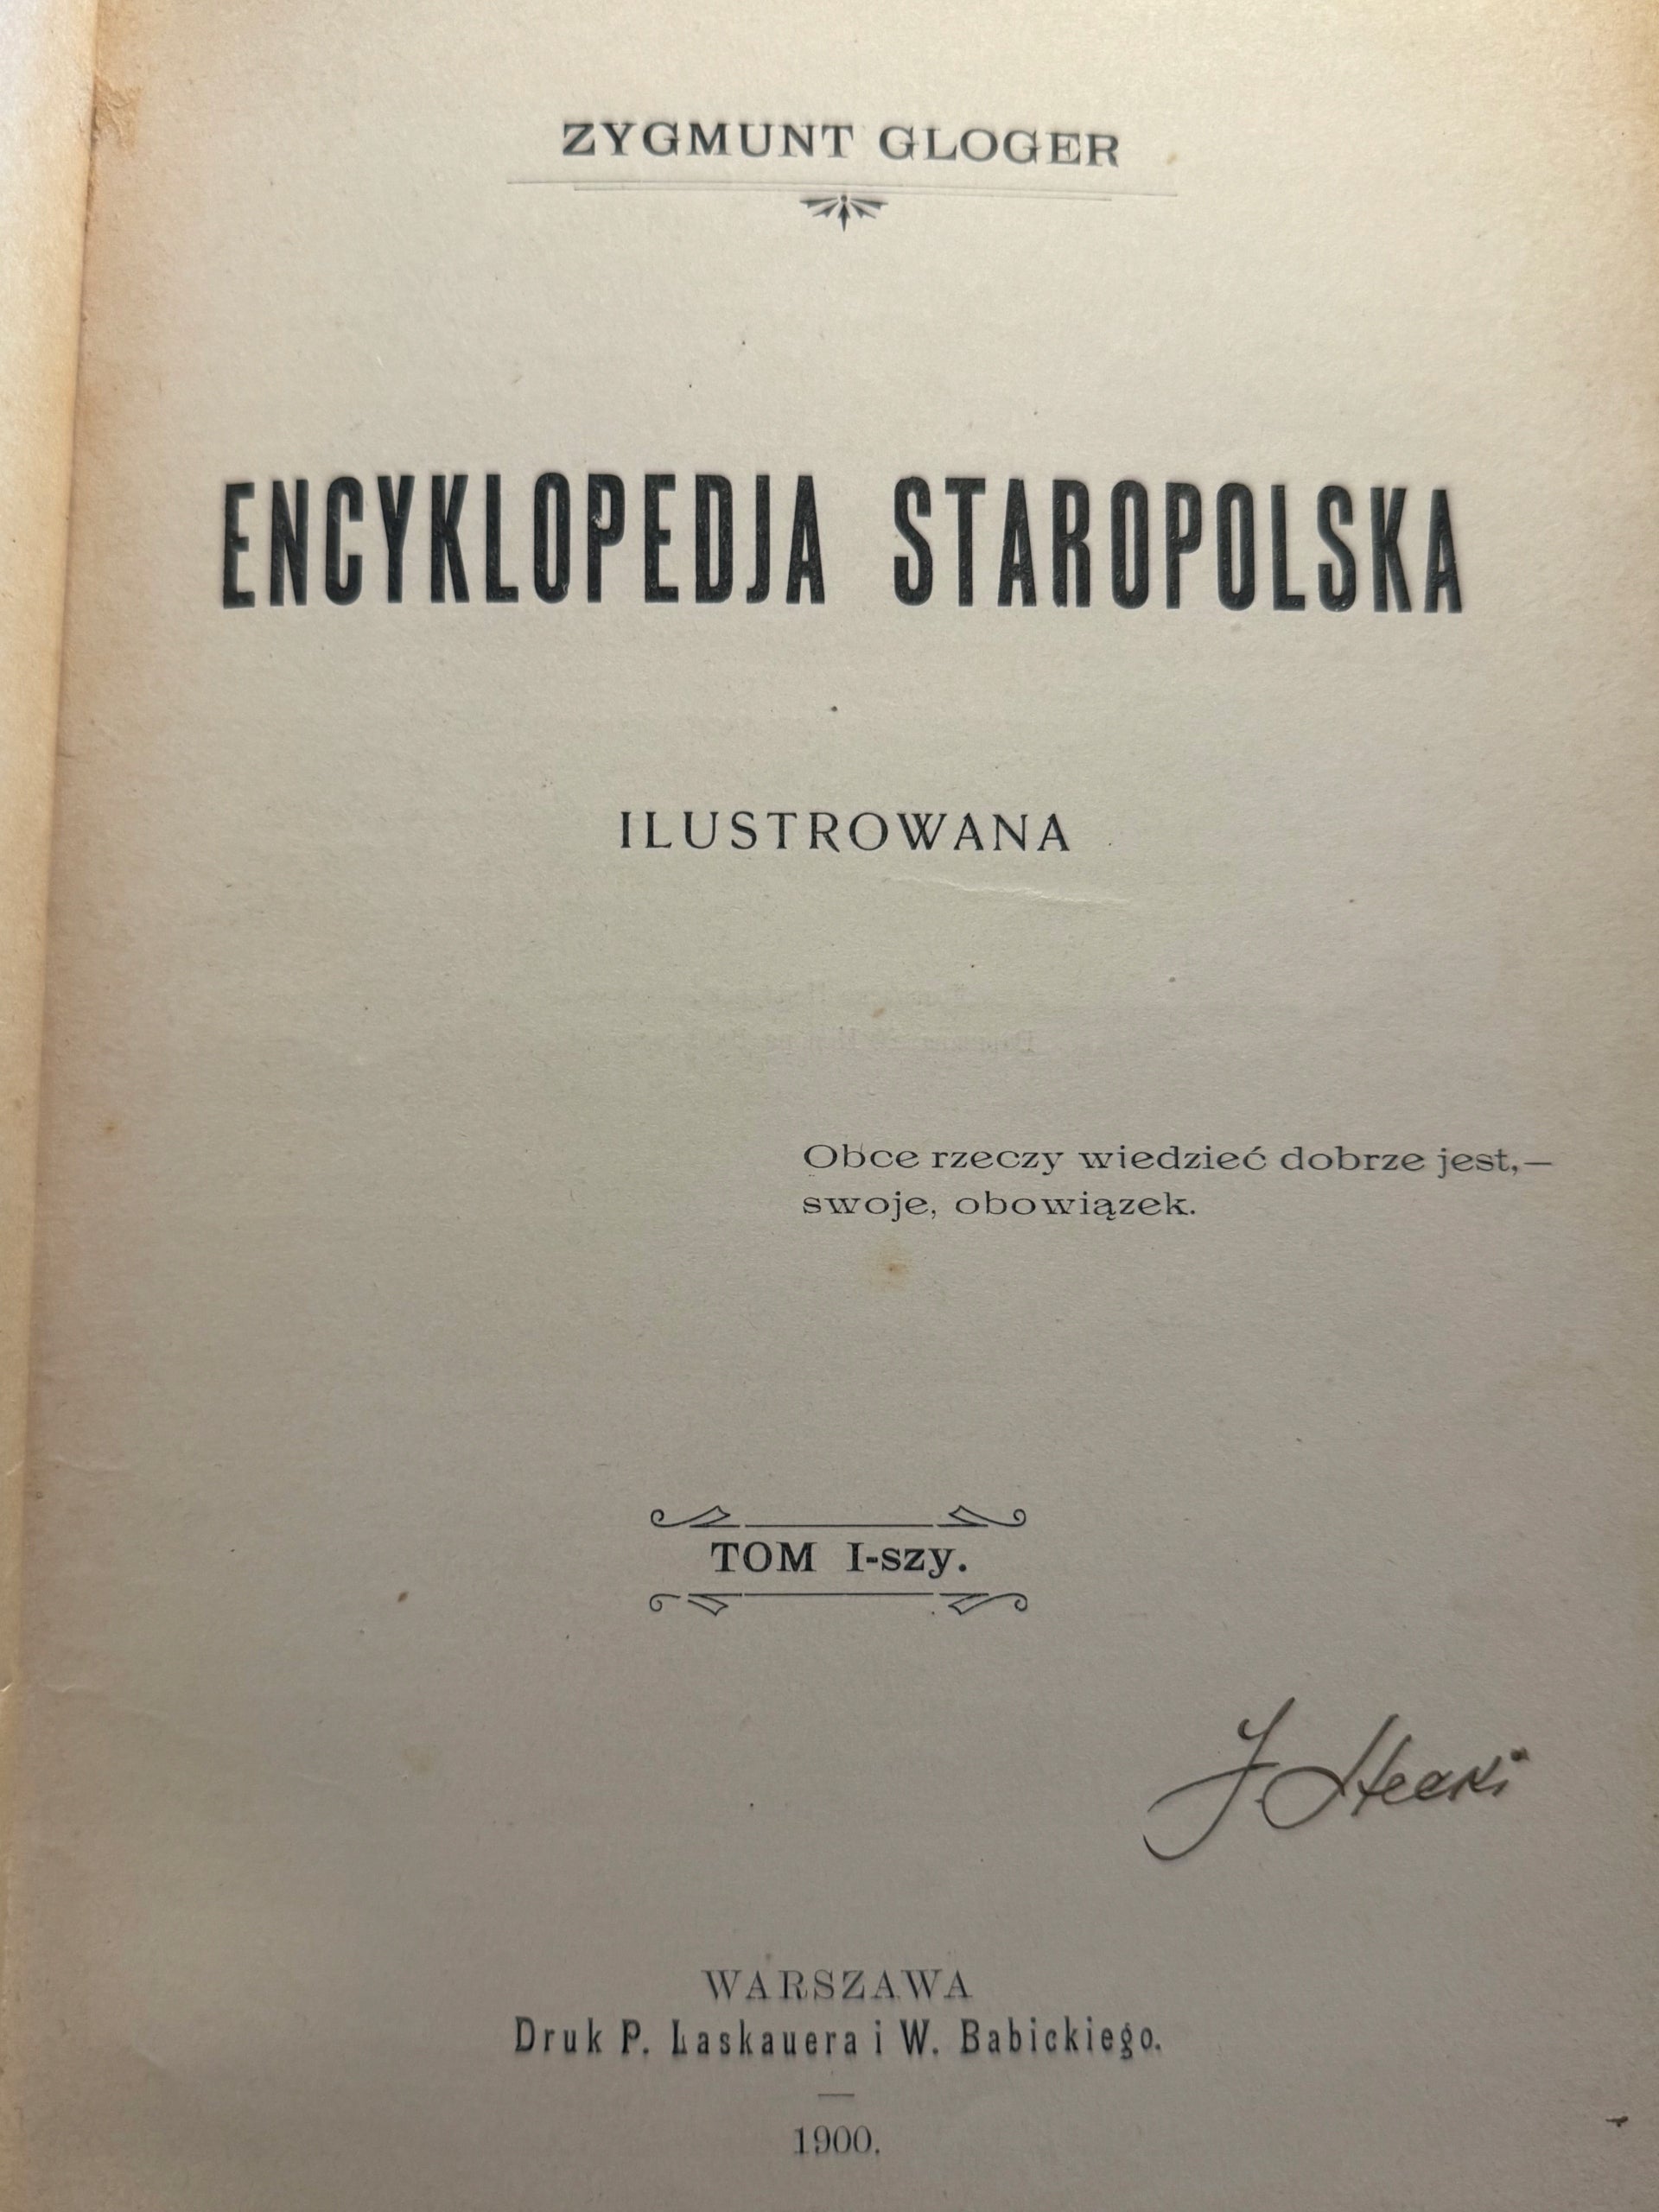 ZYGMUNT GLOGER
ENCYKLOPEDJA STAROPOLSKA
ILUSTROWANA
Obce rzeczy wiedzieć dobrze jest,—
swoje, obowiązek.
TOM I-szy.
J.
WARSZAWA
Druk P. Laskauera i W. Babickiego.
1900.